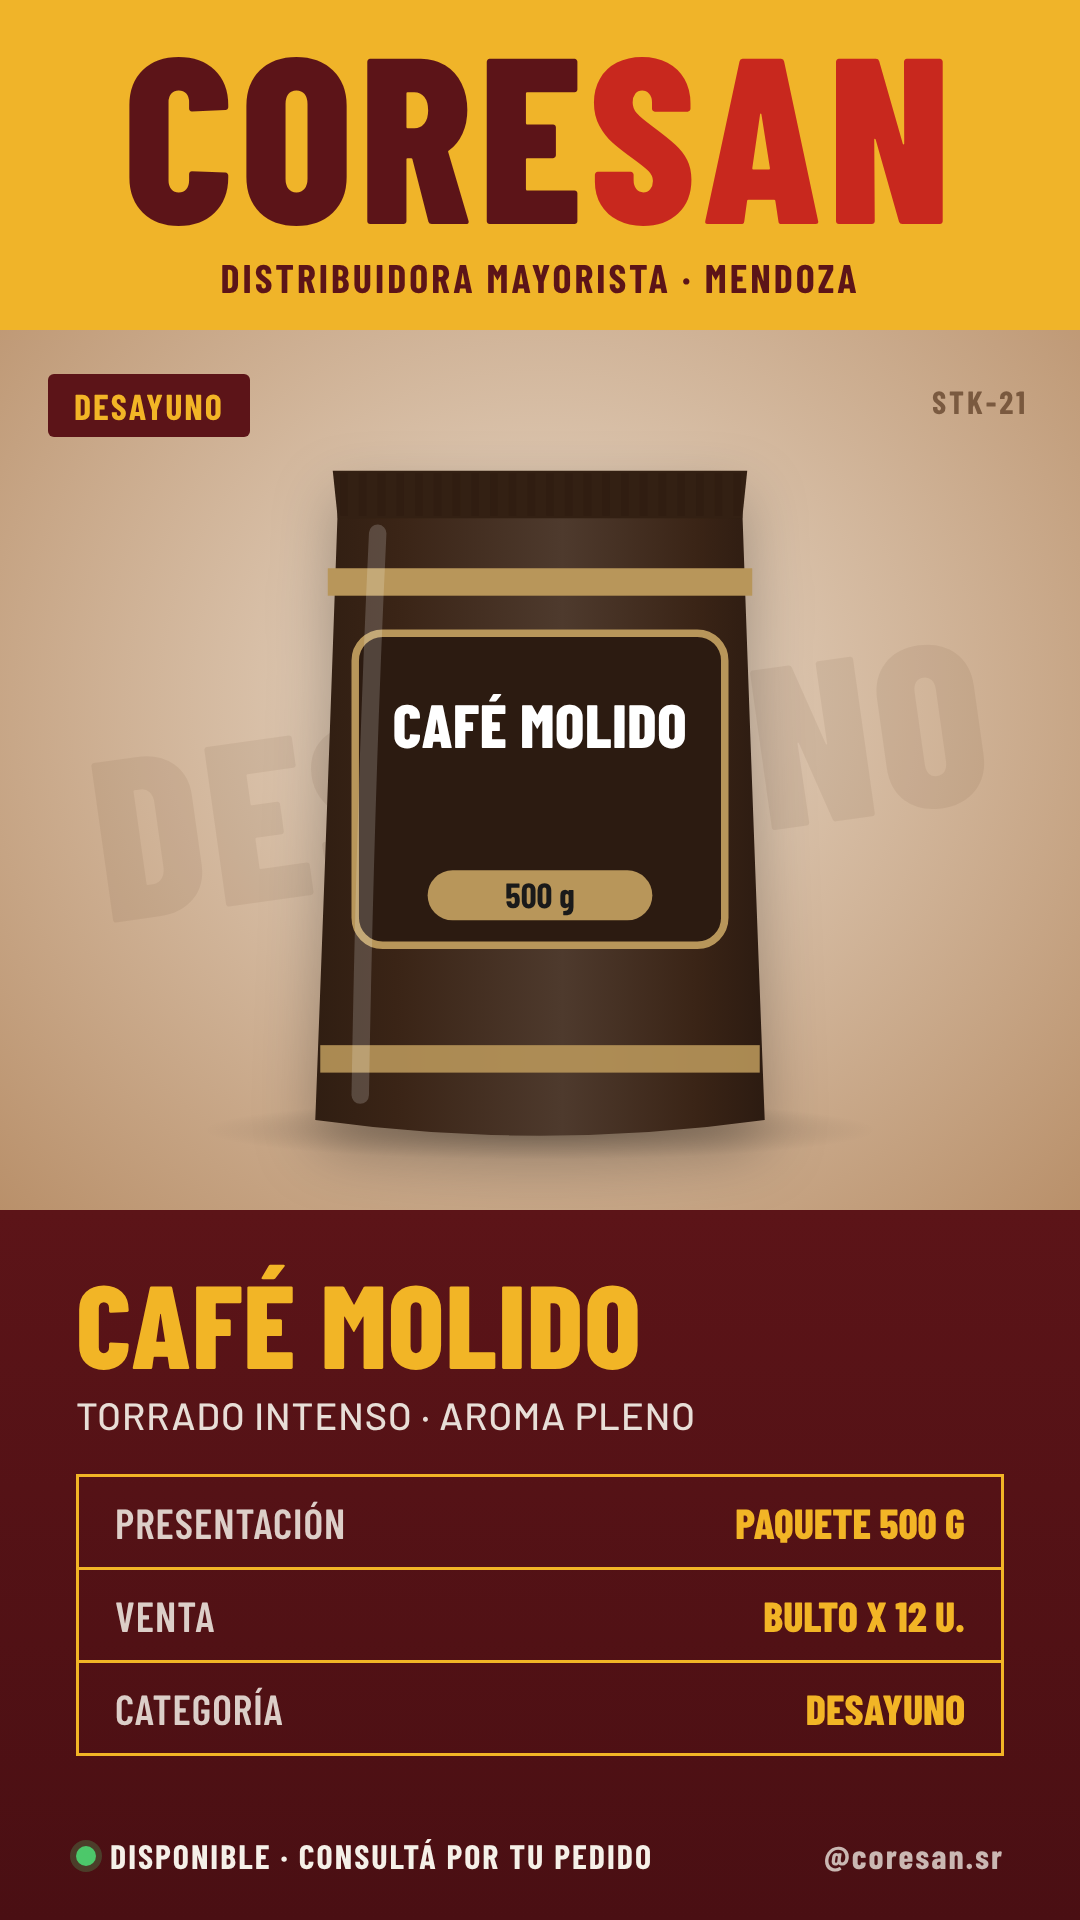 CORESAN
DISTRIBUIDORA MAYORISTA · MENDOZA
DESAYUNO
STK-21
CAFÉ MOLIDO
500 g
CAFÉ MOLIDO
TORRADO INTENSO · AROMA PLENO
PRESENTACIÓN PAQUETE 500 G
VENTA BULTO X 12 U.
CATEGORÍA DESAYUNO
DISPONIBLE · CONSULTÁ POR TU PEDIDO
@coresan.sr